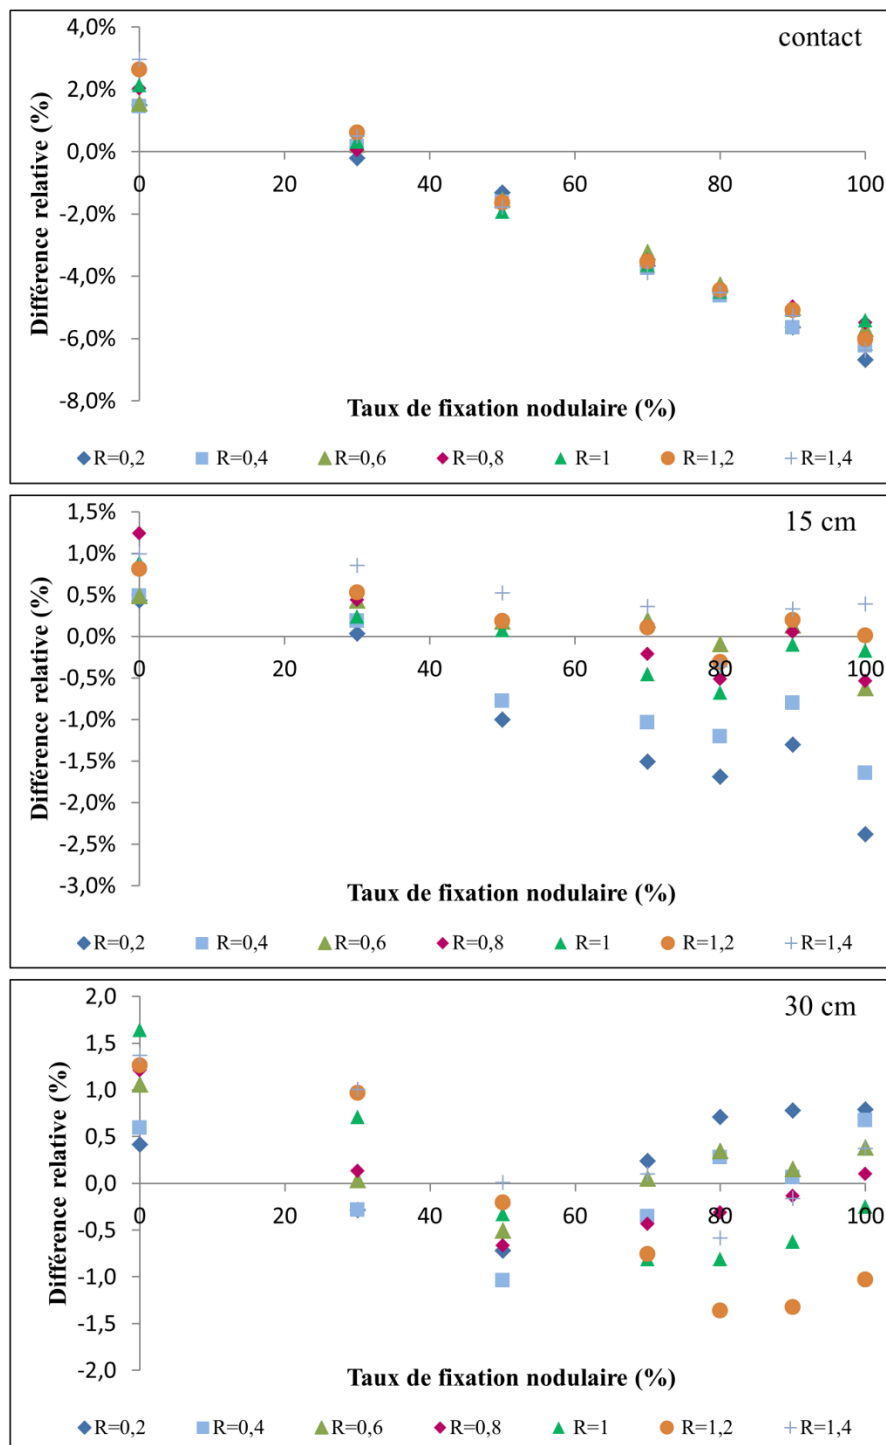 contact
4,0%
2,0%
0,0%
-2,0%
-4,0%
-6,0%
-8,0%
0 20 40 60 80 100
Différence relative (%)
Taux de fixation nodulaire (%)
R=0,2 R=0,4 R=0,6 R=0,8 R=1 R=1,2 R=1,4
15 cm
1,5%
1,0%
0,5%
0,0%
-0,5%
-1,0%
-1,5%
-2,0%
-2,5%
-3,0%
0 20 40 60 80 100
Différence relative (%)
Taux de fixation nodulaire (%)
R=0,2 R=0,4 R=0,6 R=0,8 R=1 R=1,2 R=1,4
30 cm
2,0
1,5
1,0
0,5
0,0
-0,5
-1,0
-1,5
-2,0
0 20 40 60 80 100
Différence relative (%)
Taux de fixation nodulaire (%)
R=0,2 R=0,4 R=0,6 R=0,8 R=1 R=1,2 R=1,4